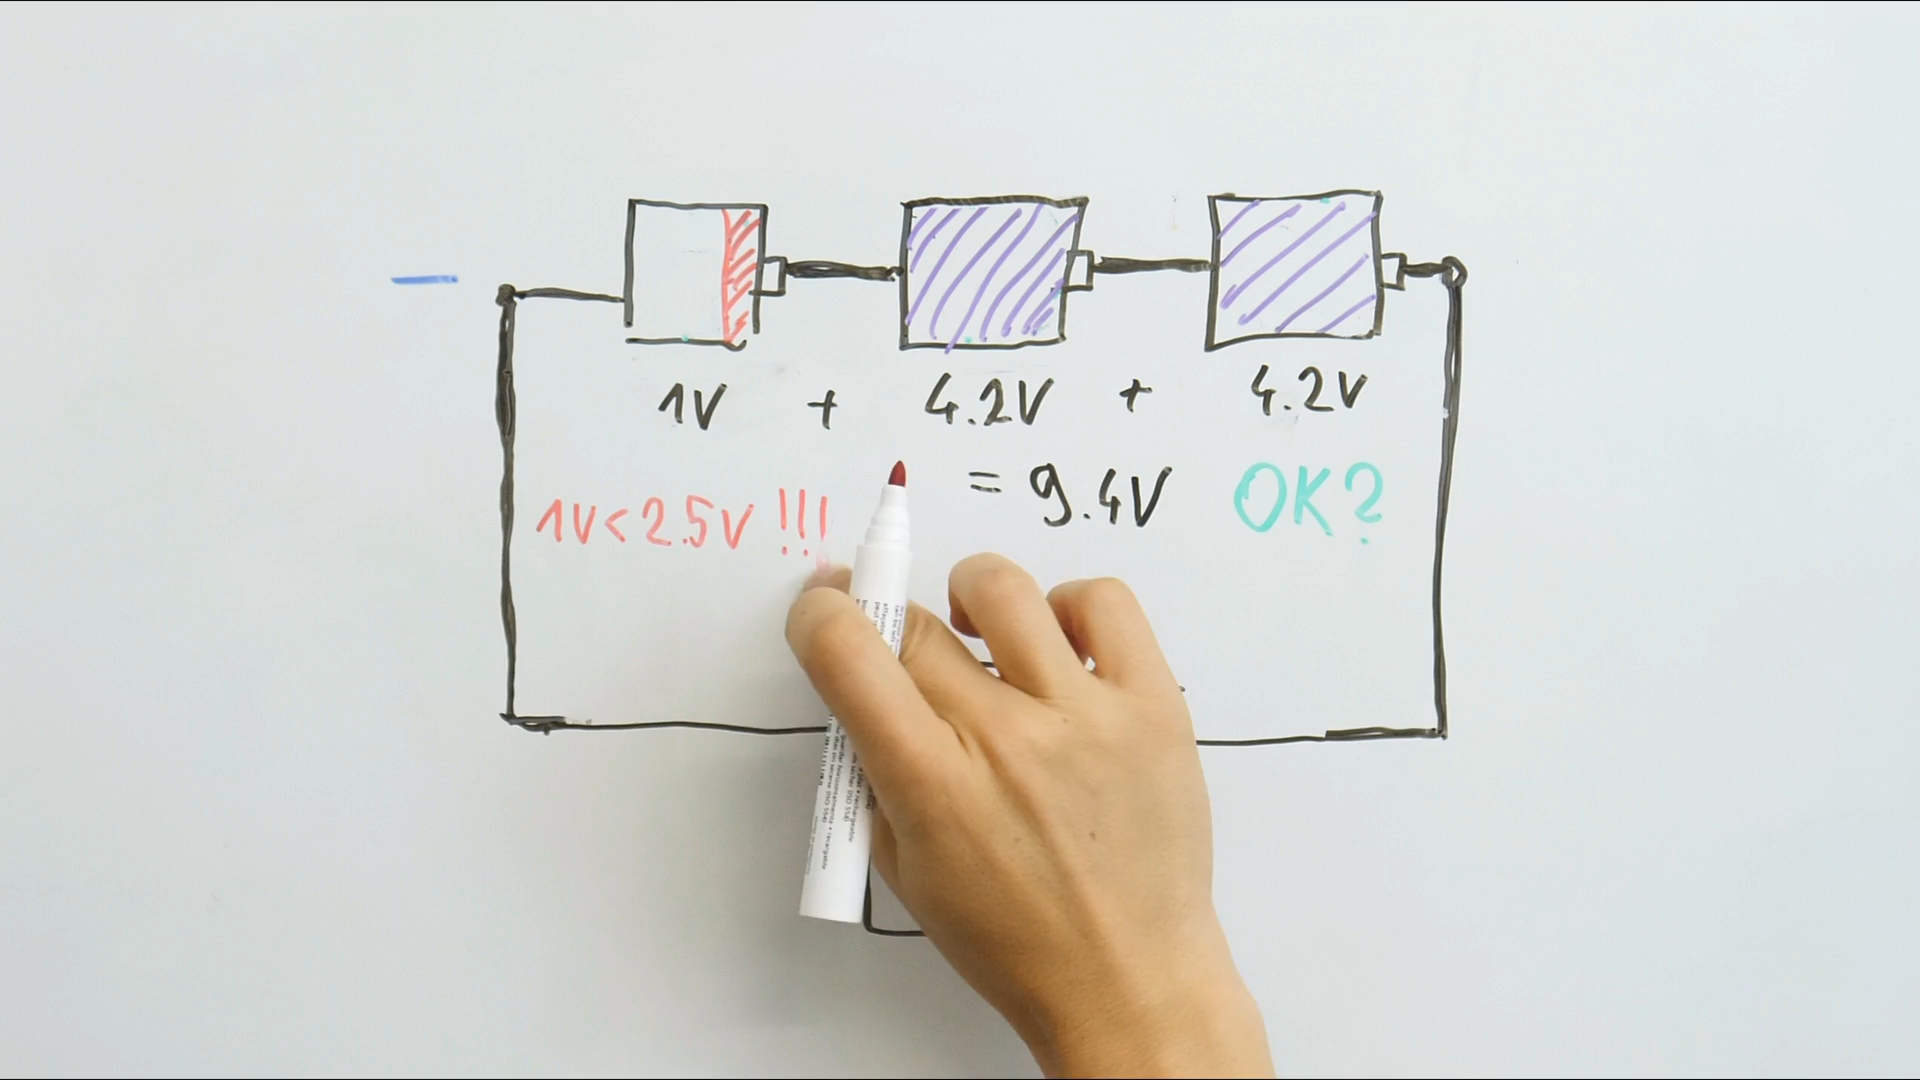 1V + 4.2V + 4.2V
= 9.4V OK?
1V < 2.5V !!!